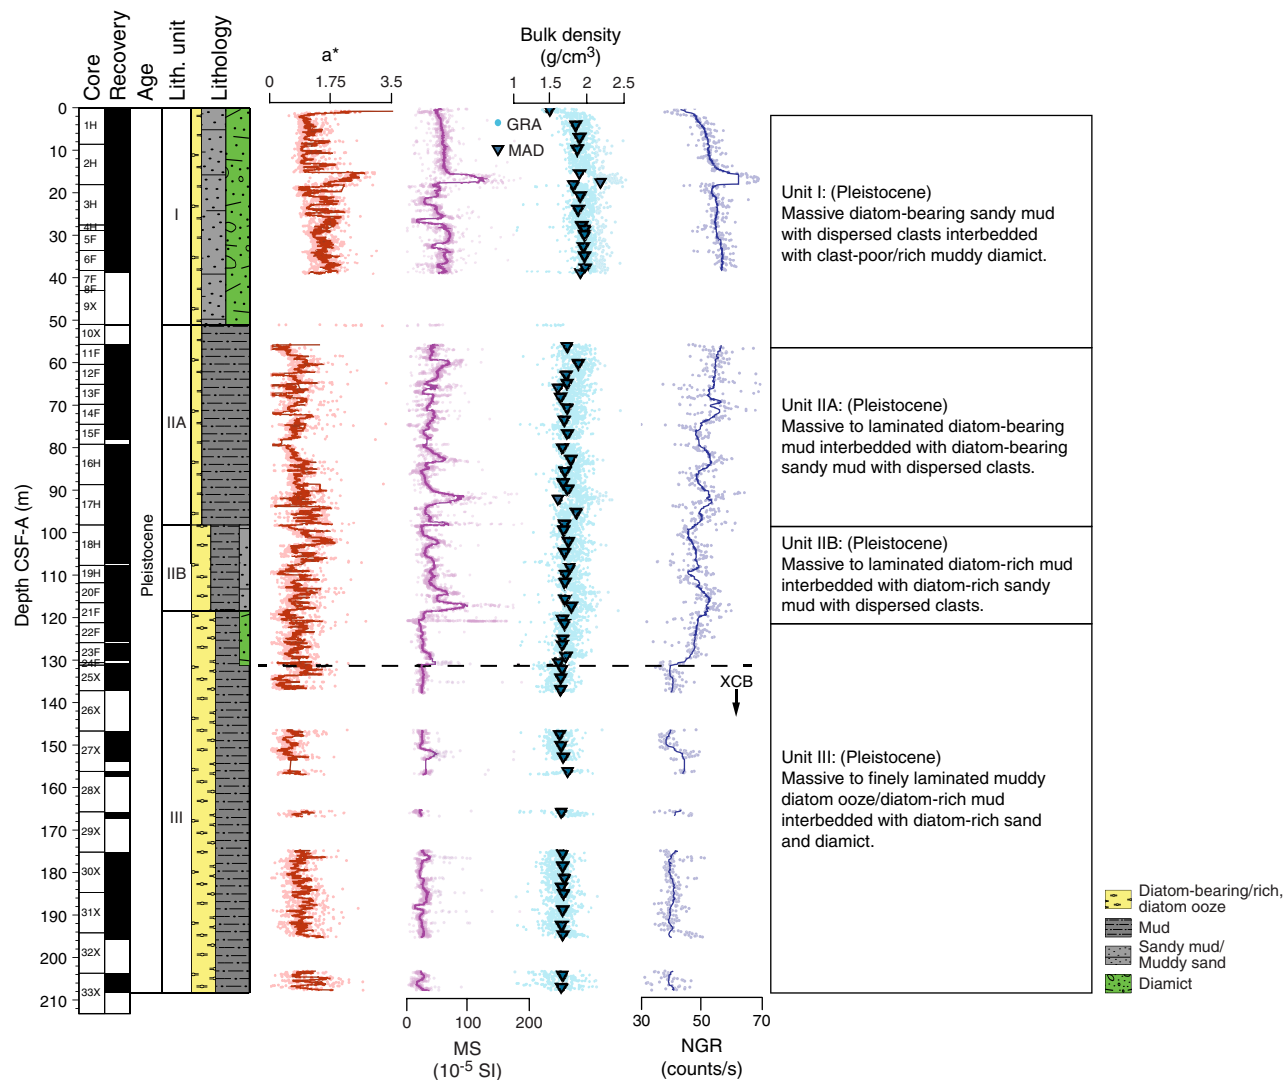 Core
Recovery
Age
Lith. unit
Lithology
a*
0 1.75 3.5
Bulk density
(g/cm3)
1 1.5 2 2.5
GRA
MAD
Depth CSF-A (m)
0
10
20
30
40
50
60
70
80
90
100
110
120
130
140
150
160
170
180
190
200
210
1H
2H
3H
4H
5F
6F
7F
8F
9X
10X
11F
12F
13F
14F
15F
16H
17H
18H
19H
20F
21F
22F
23F
24F
25X
26X
27X
28X
29X
30X
31X
32X
33X
Pleistocene
I
IIA
IIB
III
XCB
0 100 200
MS
(10-5 SI)
30 50 70
NGR
(counts/s)
Unit I: (Pleistocene)
Massive diatom-bearing sandy mud
with dispersed clasts interbedded
with clast-poor/rich muddy diamict.
Unit IIA: (Pleistocene)
Massive to laminated diatom-bearing
mud interbedded with diatom-bearing
sandy mud with dispersed clasts.
Unit IIB: (Pleistocene)
Massive to laminated diatom-rich mud
interbedded with diatom-rich sandy
mud with dispersed clasts.
Unit III: (Pleistocene)
Massive to finely laminated muddy
diatom ooze/diatom-rich mud
interbedded with diatom-rich sand
and diamict.
Diatom-bearing/rich,
diatom ooze
Mud
Sandy mud/
Muddy sand
Diamict